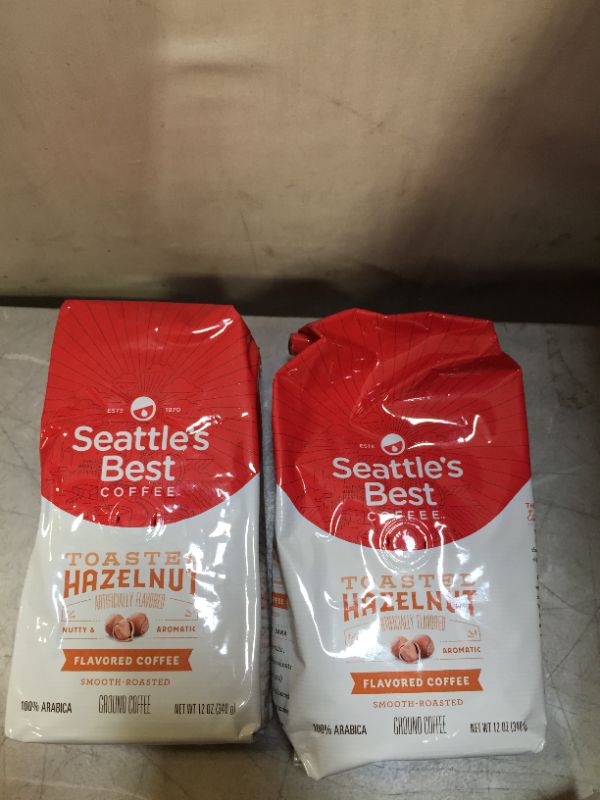 ESTD 1970
Seattle's
Best
COFFEE
TOASTED
HAZELNUT
ARTIFICIALLY FLAVORED
NUTTY & AROMATIC
FLAVORED COFFEE
SMOOTH-ROASTED
100% ARABICA GROUND COFFEE NET WT 12 OZ (340 g)
ESTD
Seattle's
Best
COFFEE
TOASTED
HAZELNUT
ARTIFICIALLY FLAVORED
AROMATIC
FLAVORED COFFEE
SMOOTH-ROASTED
100% ARABICA GROUND COFFEE NET WT 12 OZ (340 g)